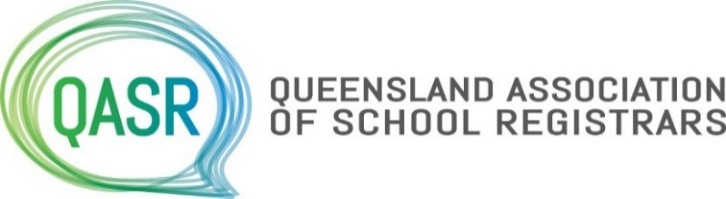 QASR
QUEENSLAND ASSOCIATION
OF SCHOOL REGISTRARS